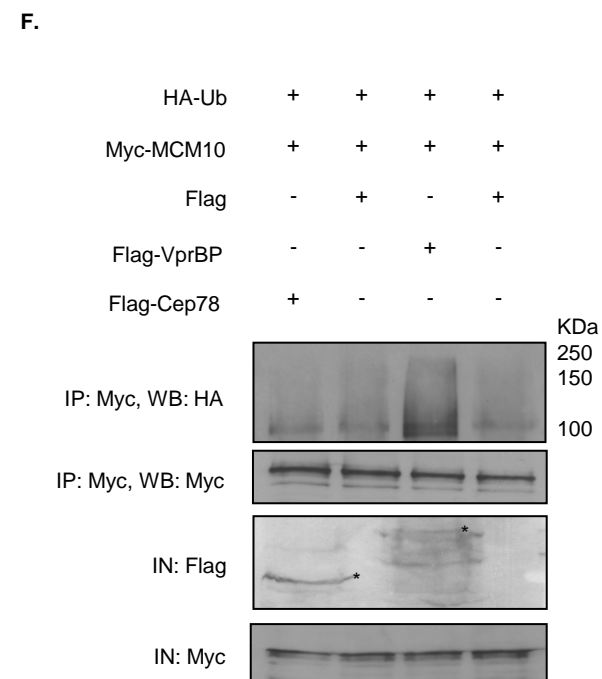 F.
HA-Ub + + + +
Myc-MCM10 + + + +
Flag - + - +
Flag-VprBP - - + -
Flag-Cep78 + - - -
KDa
250
150
IP: Myc, WB: HA
100
IP: Myc, WB: Myc
*
IN: Flag
*
IN: Myc